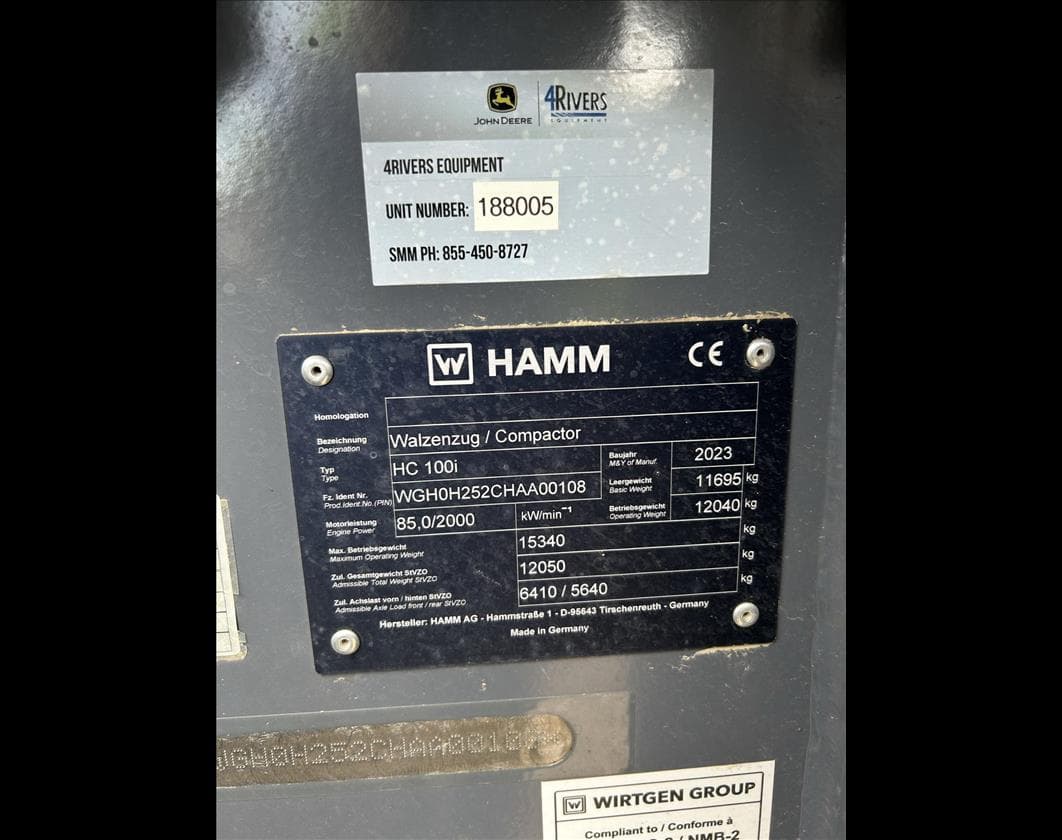 JOHN DEERE
4RIVERS
EQUIPMENT
4RIVERS EQUIPMENT
UNIT NUMBER: 188005
SMM PH: 855-450-8727
W HAMM CE
Homologation
Bezeichnung
Designation
Walzenzug / Compactor
Typ
Type
HC 100i
Baujahr
M&Y of Manuf.
2023
Fz. Ident Nr.
Prod.Ident.No.(PIN)
WGH0H252CHAA00108
Leergewicht
Basic Weight
11695 kg
Motorleistung
Engine Power
85,0/2000
kW/min⁻¹
Betriebsgewicht
Operating Weight
12040 kg
Max. Betriebsgewicht
Maximum Operating Weight
15340 kg
Zul. Gesamtgewicht StVZO
Admissible Total Weight StVZO
12050 kg
Zul. Achslast vorn / hinten StVZO
Admissible Axle Load front / rear StVZO
6410 / 5640 kg
Hersteller: HAMM AG - Hammstraße 1 - D-95643 Tirschenreuth - Germany
Made in Germany
W WIRTGEN GROUP
Compliant to / Conforme à
/ NMB-2